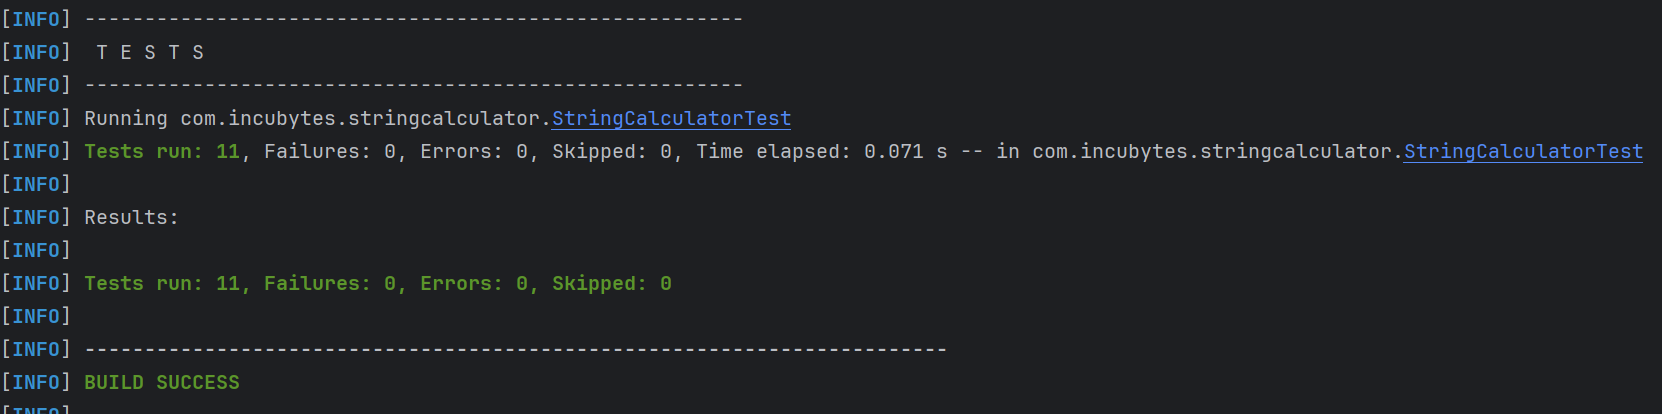 [INFO] -------------------------------------------------------
[INFO]  T E S T S
[INFO] -------------------------------------------------------
[INFO] Running com.incubytes.stringcalculator.StringCalculatorTest
[INFO] Tests run: 11, Failures: 0, Errors: 0, Skipped: 0, Time elapsed: 0.071 s -- in com.incubytes.stringcalculator.StringCalculatorTest
[INFO]
[INFO] Results:
[INFO]
[INFO] Tests run: 11, Failures: 0, Errors: 0, Skipped: 0
[INFO]
[INFO] ------------------------------------------------------------------------
[INFO] BUILD SUCCESS
[INFO]